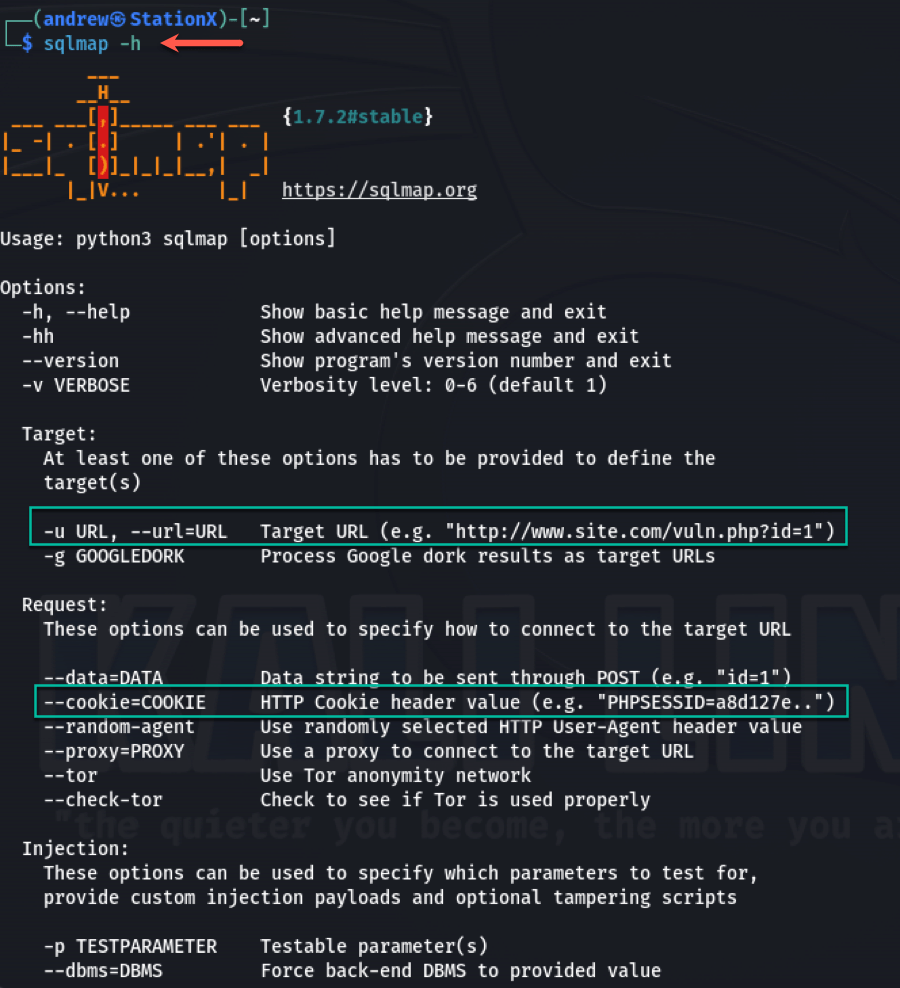 (andrew㉿StationX)-[~]
$ sqlmap -h
___
__H__
___ ___[,]_____ ___ ___  {1.7.2#stable}
|_ -| . [.]     | .'| . |
|___|_  [)]_|_|_|__,|  _|
|_|V...       |_|   https://sqlmap.org
Usage: python3 sqlmap [options]
Options:
-h, --help            Show basic help message and exit
-hh                   Show advanced help message and exit
--version             Show program's version number and exit
-v VERBOSE            Verbosity level: 0-6 (default 1)
Target:
At least one of these options has to be provided to define the
target(s)
-u URL, --url=URL   Target URL (e.g. "http://www.site.com/vuln.php?id=1")
-g GOOGLEDORK       Process Google dork results as target URLs
Request:
These options can be used to specify how to connect to the target URL
--data=DATA         Data string to be sent through POST (e.g. "id=1")
--cookie=COOKIE     HTTP Cookie header value (e.g. "PHPSESSID=a8d127e..")
--random-agent      Use randomly selected HTTP User-Agent header value
--proxy=PROXY       Use a proxy to connect to the target URL
--tor               Use Tor anonymity network
--check-tor         Check to see if Tor is used properly
"the quieter you become, the more you a
Injection:
These options can be used to specify which parameters to test for,
provide custom injection payloads and optional tampering scripts
-p TESTPARAMETER    Testable parameter(s)
--dbms=DBMS         Force back-end DBMS to provided value